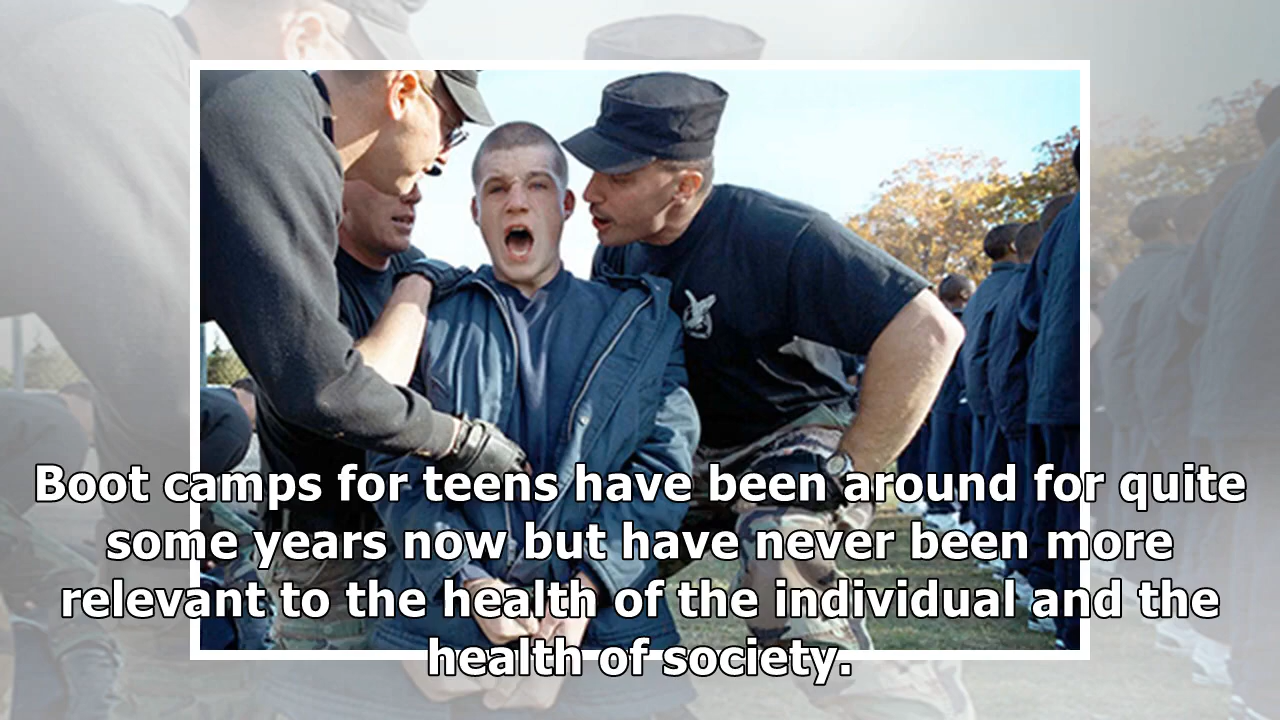 Boot camps for teens have been around for quite
some years now but have never been more
relevant to the health of the individual and the
health of society.